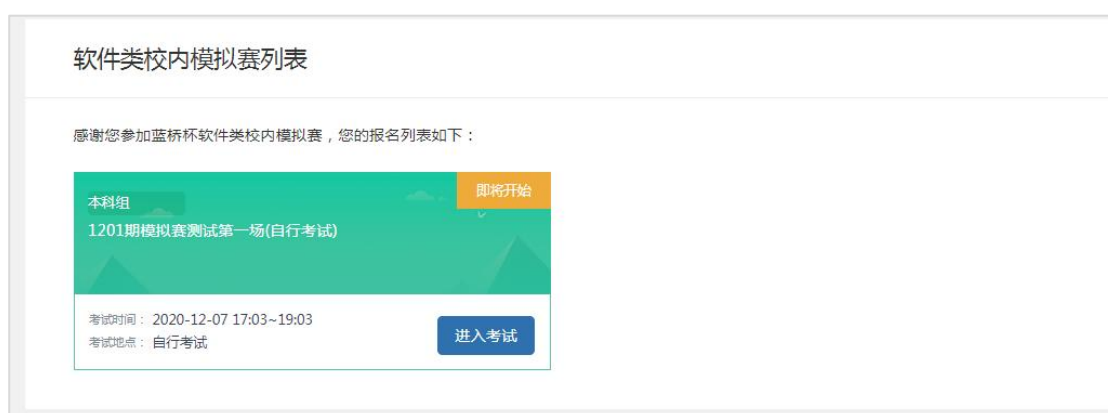 软件类校内模拟赛列表
感谢您参加蓝桥杯软件类校内模拟赛，您的报名列表如下：
即将开始
本科组
1201期模拟赛测试第一场(自行考试)
考试时间： 2020-12-07 17:03~19:03
考试地点： 自行考试
进入考试